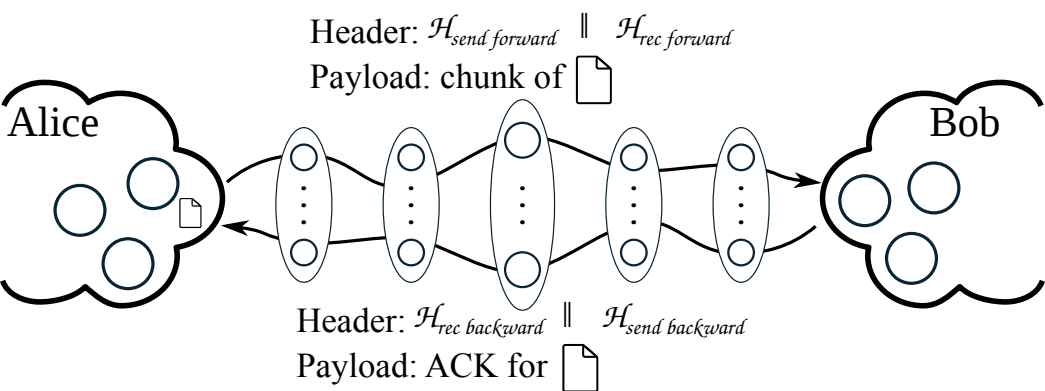 Header: ℋsend forward ∥ ℋrec forward
Payload: chunk of
Alice
Bob
Header: ℋrec backward ∥ ℋsend backward
Payload: ACK for